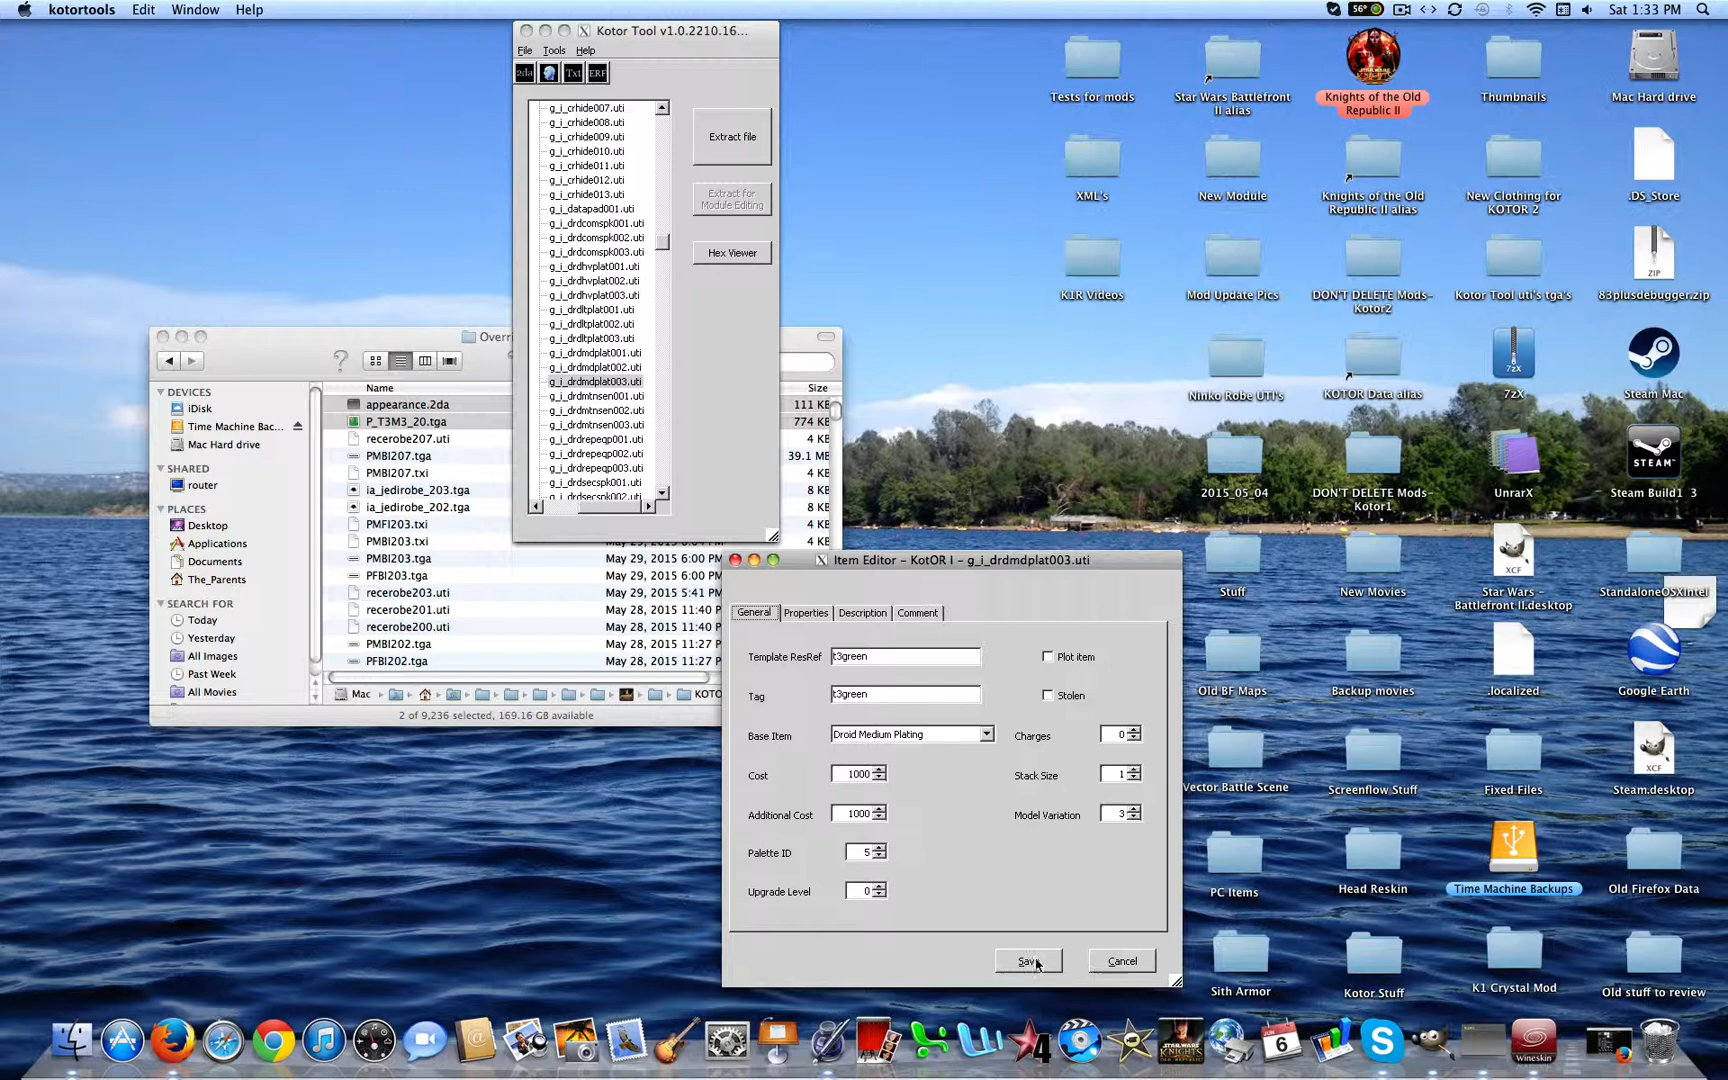 kotortools Edit Window Help
56°
Sat 1:33 PM
Kotor Tool v1.0.2210.16...
File Tools Help
2da Txt ERF
g_i_crhide007.uti
g_i_crhide008.uti
g_i_crhide009.uti
g_i_crhide010.uti
g_i_crhide011.uti
g_i_crhide012.uti
g_i_crhide013.uti
g_i_datapad001.uti
g_i_drdcomspk001.uti
g_i_drdcomspk002.uti
g_i_drdcomspk003.uti
g_i_drdhvplat001.uti
g_i_drdhvplat002.uti
g_i_drdhvplat003.uti
g_i_drdltplat001.uti
g_i_drdltplat002.uti
g_i_drdltplat003.uti
g_i_drdmdplat001.uti
g_i_drdmdplat002.uti
g_i_drdmdplat003.uti
g_i_drdmtnsen001.uti
g_i_drdmtnsen002.uti
g_i_drdmtnsen003.uti
g_i_drdrepeqp001.uti
g_i_drdrepeqp002.uti
g_i_drdrepeqp003.uti
g_i_drdsecspk001.uti
g_i_drdsecspk002.uti
Extract file
Extract for
Module Editing
Hex Viewer
Overri
Name
Size
DEVICES
iDisk
Time Machine Bac...
Mac Hard drive
SHARED
router
PLACES
Desktop
Applications
Documents
The_Parents
SEARCH FOR
Today
Yesterday
All Images
Past Week
All Movies
appearance.2da 111 KB
P_T3M3_20.tga 774 KB
recerobe207.uti 4 KB
PMBI207.tga 39.1 MB
PMBI207.txi 4 KB
ia_jedirobe_203.tga 8 KB
ia_jedirobe_202.tga 8 KB
PMFI203.txi 4 KB
PMBI203.txi 4 KB
PMBI203.tga May 29, 2015 6:00 PM
PFBI203.tga May 29, 2015 6:00 PM
recerobe203.uti May 29, 2015 5:41 PM
recerobe201.uti May 28, 2015 11:40 PM
recerobe200.uti May 28, 2015 11:40 PM
PMBI202.tga May 28, 2015 11:27 P
PFBI202.tga May 28, 2015 11:27 P
Mac KOTO
2 of 9,236 selected, 169.16 GB available
Item Editor - KotOR I - g_i_drdmdplat003.uti
General Properties Description Comment
Template ResRef t3green Plot item
Tag t3green Stolen
Base Item Droid Medium Plating Charges 0
Cost 1000 Stack Size 1
Additional Cost 1000 Model Variation 3
Palette ID 5
Upgrade Level 0
Save Cancel
Tests for mods
Star Wars Battlefront
II alias
Knights of the Old
Republic II
Thumbnails
Mac Hard drive
XML's
New Module
Knights of the Old
Republic II alias
New Clothing for
KOTOR 2
.DS_Store
K1R Videos
Mod Update Pics
DON'T DELETE Mods-
Kotor2
Kotor Tool uti's tga's
ZIP
83plusdebugger.zip
Ninko Robe UTI's
KOTOR Data alias
7zX
7zX
Steam Mac
2015_05_04
DON'T DELETE Mods-
Kotor1
UnrarX
STEAM
Steam Build1 3
Stuff
New Movies
XCF
Star Wars -
Battlefront II.desktop
StandaloneOSXIntel
Old BF Maps
Backup movies
.localized
Google Earth
Vector Battle Scene
Screenflow Stuff
Fixed Files
XCF
Steam.desktop
PC Items
Head Reskin
Time Machine Backups
Old Firefox Data
Sith Armor
Kotor Stuff
K1 Crystal Mod
Old stuff to review
4
JUN
6
Wineskin